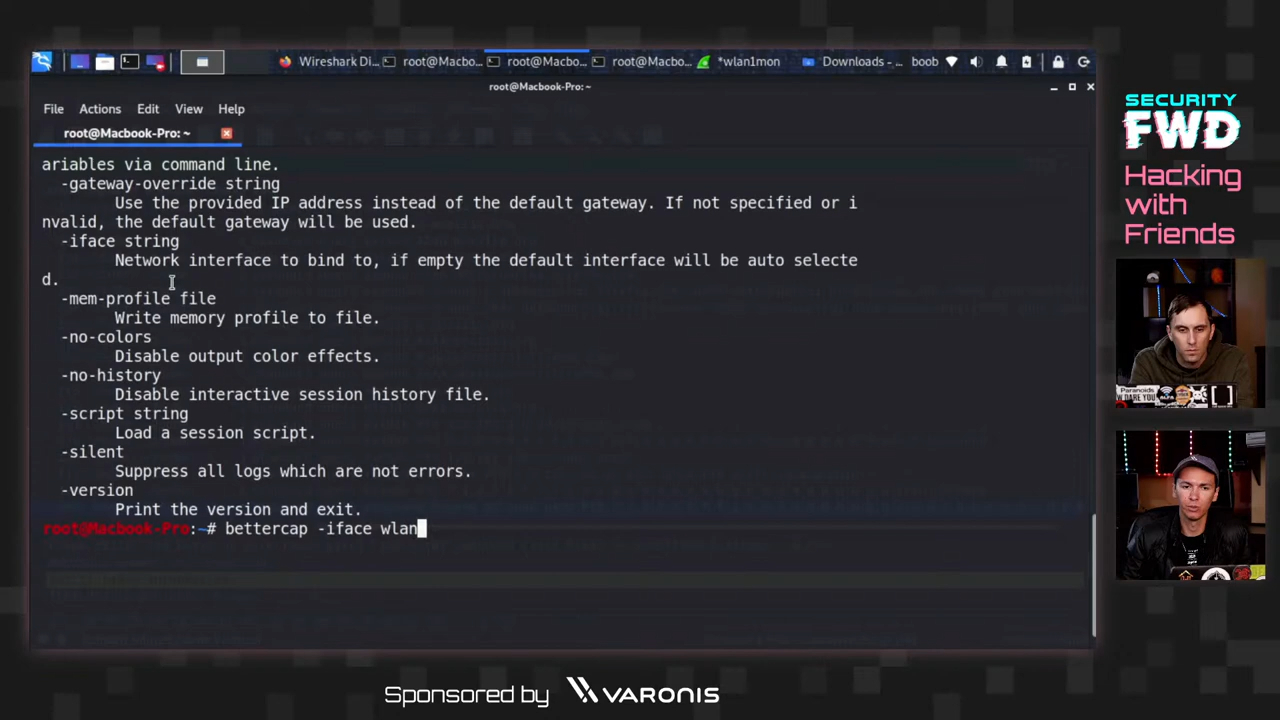 Wireshark Di...
root@Macbo...
root@Macbo...
root@Macbo...
*wlan1mon
Downloads - ...
boob
root@Macbook-Pro: ~
File Actions Edit View Help
root@Macbook-Pro: ~
ariables via command line.
-gateway-override string
Use the provided IP address instead of the default gateway. If not specified or i
nvalid, the default gateway will be used.
-iface string
Network interface to bind to, if empty the default interface will be auto selecte
d.
-mem-profile file
Write memory profile to file.
-no-colors
Disable output color effects.
-no-history
Disable interactive session history file.
-script string
Load a session script.
-silent
Suppress all logs which are not errors.
-version
Print the version and exit.
root@Macbook-Pro:~# bettercap -iface wlan
SECURITY
FWD
Hacking
with
Friends
Sponsored by VARONIS